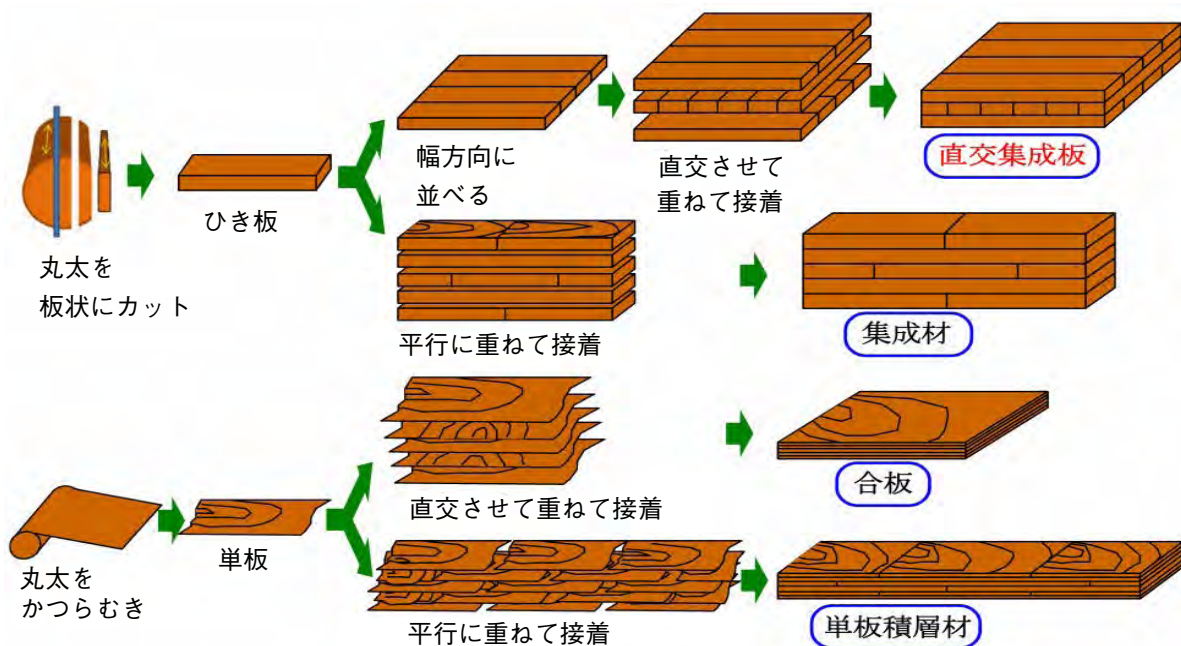 丸太を
板状にカット
ひき板
幅方向に
並べる
直交させて
重ねて接着
直交集成板
平行に重ねて接着
集成材
丸太を
かつらむき
単板
直交させて重ねて接着
合板
平行に重ねて接着
単板積層材